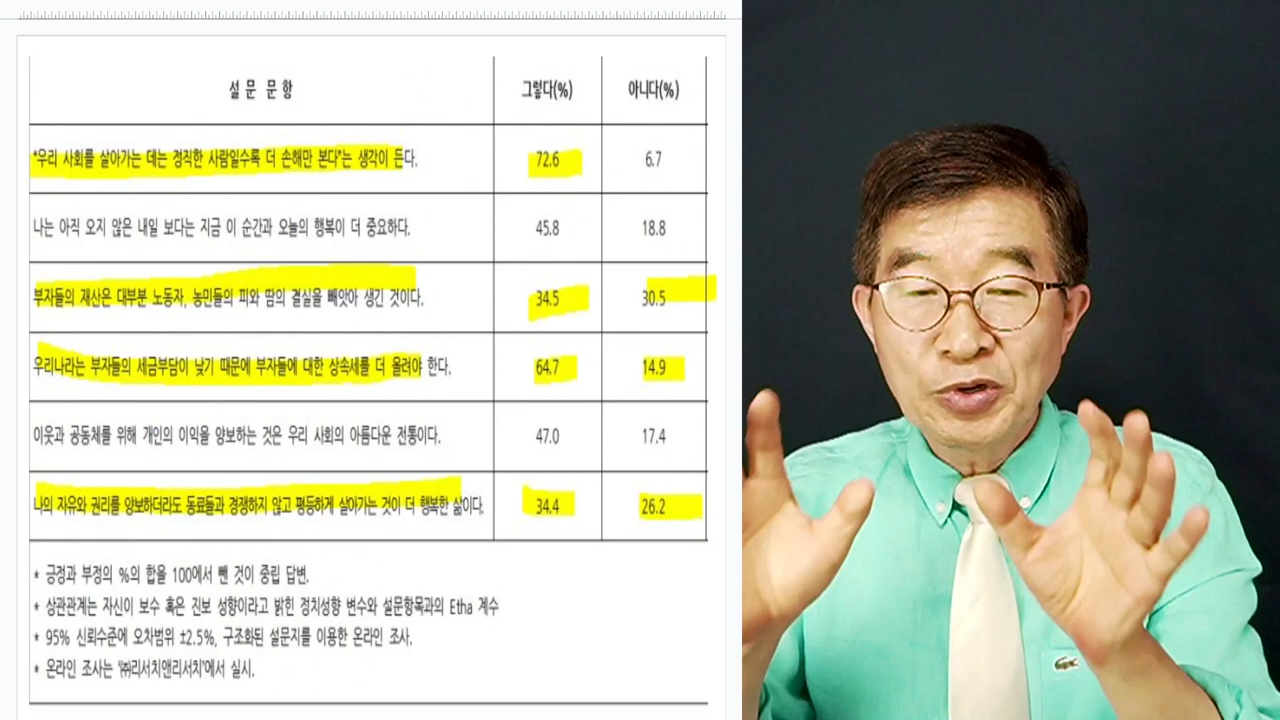 설 문 문 항 그렇다(%) 아니다(%)
"우리 사회를 살아가는 데는 정직한 사람일수록 더 손해만 본다"는 생각이 든다. 72.6 6.7
나는 아직 오지 않은 내일 보다는 지금 이 순간과 오늘의 행복이 더 중요하다. 45.8 18.8
부자들의 재산은 대부분 노동자, 농민들의 피와 땀의 결실을 빼앗아 생긴 것이다. 34.5 30.5
우리나라는 부자들의 세금부담이 낮기 때문에 부자들에 대한 상속세를 더 올려야 한다. 64.7 14.9
이웃과 공동체를 위해 개인의 이익을 양보하는 것은 우리 사회의 아름다운 전통이다. 47.0 17.4
나의 자유와 권리를 양보하더라도 동료들과 경쟁하지 않고 평등하게 살아가는 것이 더 행복한 삶이다. 34.4 26.2
* 긍정과 부정의 %의 합을 100에서 뺀 것이 중립 답변.
* 상관관계는 자신이 보수 혹은 진보 성향이라고 밝힌 정치성향 변수와 설문항목과의 Etha 계수
* 95% 신뢰수준에 오차범위 ±2.5%, 구조화된 설문지를 이용한 온라인 조사.
* 온라인 조사는 '㈜리서치앤리서치'에서 실시.